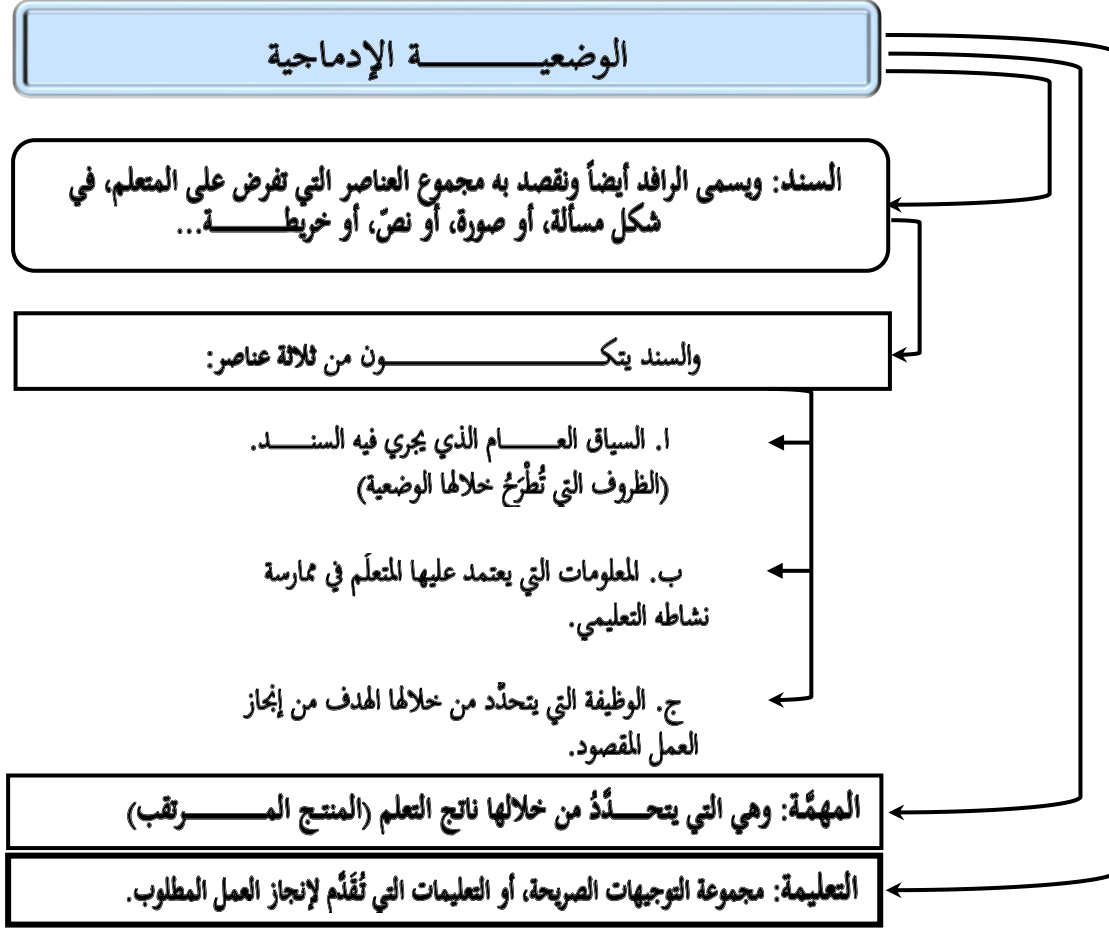 الوضعيــــــــة الإدماجية
السند: ويسمى الرافد أيضاً ونقصد به مجموع العناصر التي تفرض على المتعلم، في
شكل مسألة، أو صورة، أو نصّ، أو خريطــــــــة...
والسند يتكــــــــــــــــون من ثلاثة عناصر:
ا. السياق العــــــام الذي يجري فيه السنــــد.
(الظروف التي تُطْرَحُ خلالها الوضعية)
ب. المعلومات التي يعتمد عليها المتعلّم في ممارسة
نشاطه التعليمي.
ج. الوظيفة التي يتحدَّد من خلالها الهدف من إنجاز
العمل المقصود.
المهمَّة: وهي التي يتحــــدَّدُ من خلالها ناتج التعلم (المنتج المــــــــرتقب)
التعليمة: مجموعة التوجيهات الصريحة، أو التعليمات التي تُقَدَّم لإنجاز العمل المطلوب.